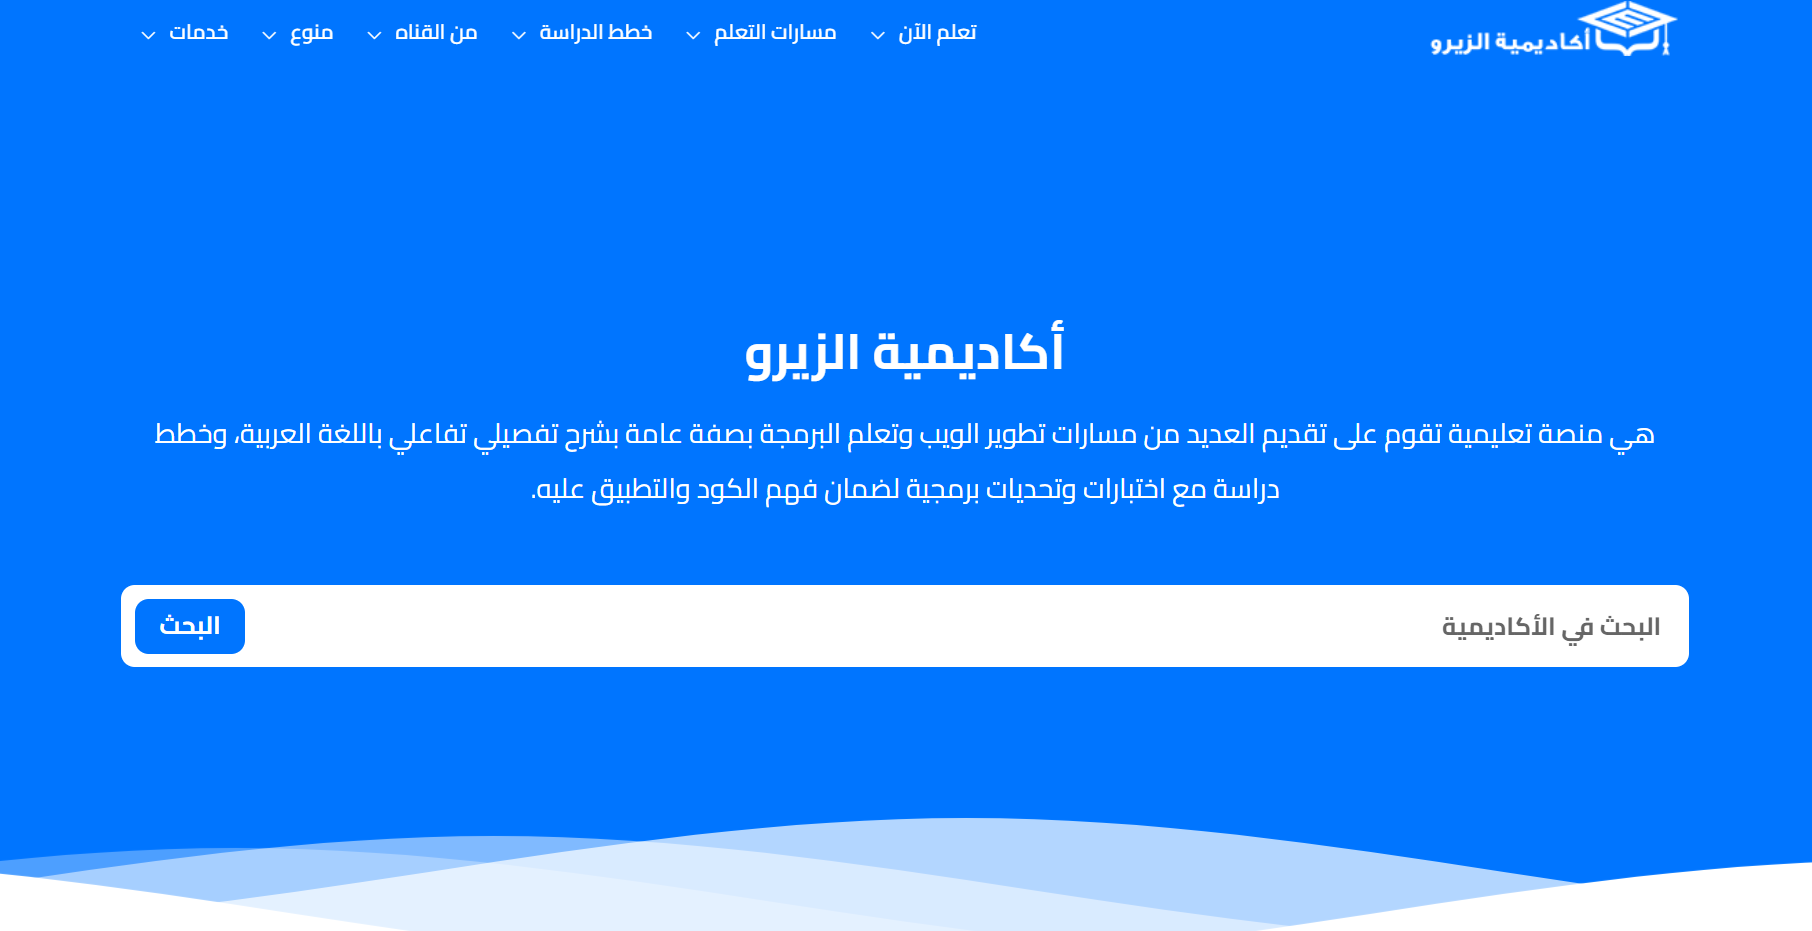 أكاديمية الزيرو
تعلم الآن
مسارات التعلم
خطط الدراسة
من القناه
منوع
خدمات
أكاديمية الزيرو
هي منصة تعليمية تقوم على تقديم العديد من مسارات تطوير الويب وتعلم البرمجة بصفة عامة بشرح تفصيلي تفاعلي باللغة العربية، وخطط
دراسة مع اختبارات وتحديات برمجية لضمان فهم الكود والتطبيق عليه.
البحث في الأكاديمية
البحث